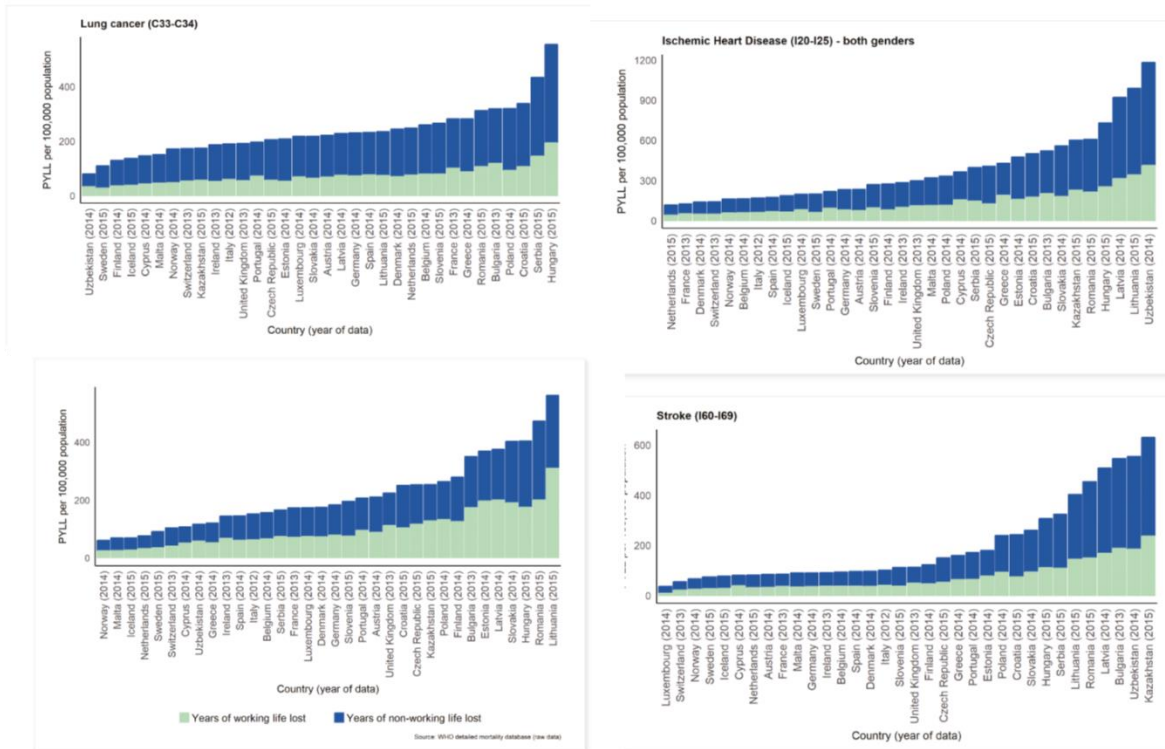 Lung cancer (C33-C34)
PYLL per 100,000 population
400
200
0
Uzbekistan (2014)
Sweden (2015)
Finland (2014)
Iceland (2015)
Cyprus (2014)
Malta (2014)
Norway (2014)
Switzerland (2013)
Kazakhstan (2015)
Ireland (2013)
Italy (2012)
United Kingdom (2013)
Portugal (2014)
Czech Republic (2015)
Estonia (2014)
Luxembourg (2014)
Slovakia (2014)
Austria (2014)
Latvia (2014)
Germany (2014)
Spain (2014)
Lithuania (2015)
Denmark (2014)
Netherlands (2015)
Belgium (2014)
Slovenia (2015)
France (2013)
Greece (2014)
Romania (2015)
Bulgaria (2013)
Poland (2014)
Croatia (2015)
Serbia (2015)
Hungary (2015)
Country (year of data)
Ischemic Heart Disease (I20-I25) - both genders
PYLL per 100,000 population
1200
900
600
300
0
Netherlands (2015)
France (2013)
Denmark (2014)
Switzerland (2013)
Norway (2014)
Belgium (2014)
Italy (2012)
Spain (2014)
Iceland (2015)
Luxembourg (2014)
Sweden (2015)
Portugal (2014)
Germany (2014)
Austria (2014)
Slovenia (2015)
Finland (2014)
Ireland (2013)
United Kingdom (2013)
Malta (2014)
Poland (2014)
Cyprus (2014)
Serbia (2015)
Czech Republic (2015)
Greece (2014)
Estonia (2014)
Croatia (2015)
Bulgaria (2013)
Slovakia (2014)
Kazakhstan (2015)
Romania (2015)
Hungary (2015)
Latvia (2014)
Lithuania (2015)
Uzbekistan (2014)
Country (year of data)
PYLL per 100,000 population
400
200
0
Norway (2014)
Malta (2014)
Iceland (2015)
Netherlands (2015)
Sweden (2015)
Switzerland (2013)
Cyprus (2014)
Uzbekistan (2014)
Greece (2014)
Ireland (2013)
Spain (2014)
Italy (2012)
Belgium (2014)
Serbia (2015)
France (2013)
Luxembourg (2014)
Denmark (2014)
Germany (2014)
Slovenia (2015)
Portugal (2014)
Austria (2014)
United Kingdom (2013)
Croatia (2015)
Czech Republic (2015)
Kazakhstan (2015)
Poland (2014)
Finland (2014)
Bulgaria (2013)
Estonia (2014)
Latvia (2014)
Slovakia (2014)
Hungary (2015)
Romania (2015)
Lithuania (2015)
Country (year of data)
Years of working life lost
Years of non-working life lost
Source: WHO detailed mortality database (raw data)
Stroke (I60-I69)
600
400
200
0
Luxembourg (2014)
Switzerland (2013)
Norway (2014)
Sweden (2015)
Iceland (2015)
Cyprus (2014)
Netherlands (2015)
Austria (2014)
France (2013)
Malta (2014)
Germany (2014)
Ireland (2013)
Belgium (2014)
Spain (2014)
Denmark (2014)
Italy (2012)
Slovenia (2015)
United Kingdom (2013)
Finland (2014)
Czech Republic (2015)
Greece (2014)
Portugal (2014)
Estonia (2014)
Poland (2014)
Croatia (2015)
Slovakia (2014)
Hungary (2015)
Serbia (2015)
Lithuania (2015)
Romania (2015)
Latvia (2014)
Bulgaria (2013)
Uzbekistan (2014)
Kazakhstan (2015)
Country (year of data)